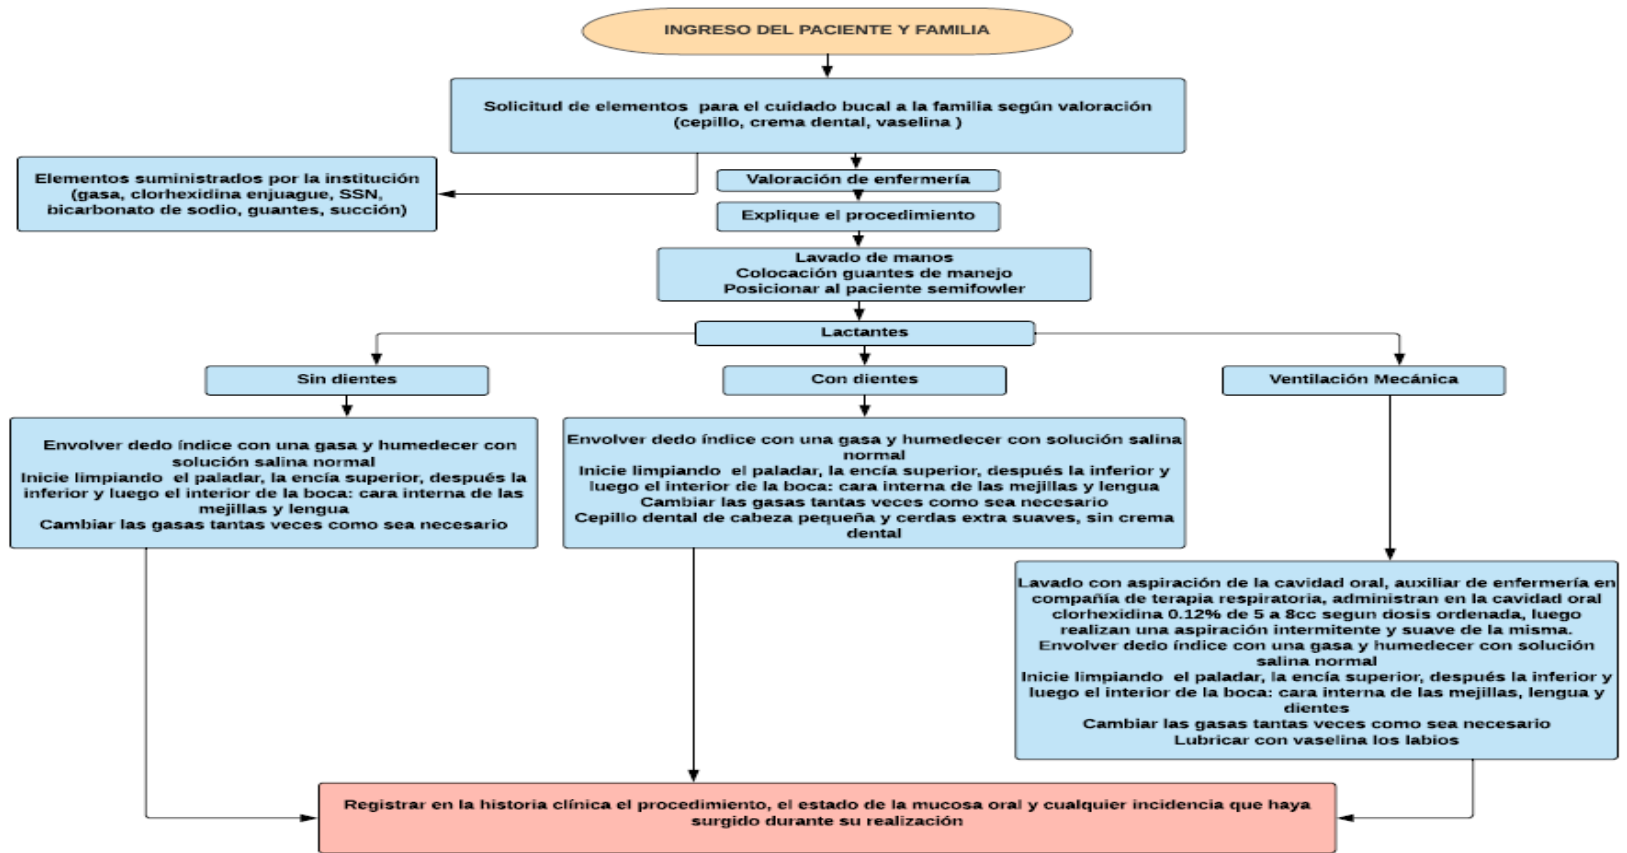 INGRESO DEL PACIENTE Y FAMILIA
Solicitud de elementos para el cuidado bucal a la familia según valoración
(cepillo, crema dental, vaselina )
Elementos suministrados por la institución
(gasa, clorhexidina enjuague, SSN,
bicarbonato de sodio, guantes, succión)
Valoración de enfermería
Explique el procedimiento
Lavado de manos
Colocación guantes de manejo
Posicionar al paciente semifowler
Lactantes
Sin dientes
Con dientes
Ventilación Mecánica
Envolver dedo índice con una gasa y humedecer con
solución salina normal
Inicie limpiando el paladar, la encía superior, después la
inferior y luego el interior de la boca: cara interna de las
mejillas y lengua
Cambiar las gasas tantas veces como sea necesario
Envolver dedo índice con una gasa y humedecer con solución salina
normal
Inicie limpiando el paladar, la encía superior, después la inferior y
luego el interior de la boca: cara interna de las mejillas y lengua
Cambiar las gasas tantas veces como sea necesario
Cepillo dental de cabeza pequeña y cerdas extra suaves, sin crema
dental
Lavado con aspiración de la cavidad oral, auxiliar de enfermería en
compañía de terapia respiratoria, administran en la cavidad oral
clorhexidina 0.12% de 5 a 8cc segun dosis ordenada, luego
realizan una aspiración intermitente y suave de la misma.
Envolver dedo índice con una gasa y humedecer con solución
salina normal
Inicie limpiando el paladar, la encía superior, después la inferior y
luego el interior de la boca: cara interna de las mejillas, lengua y
dientes
Cambiar las gasas tantas veces como sea necesario
Lubricar con vaselina los labios
Registrar en la historia clínica el procedimiento, el estado de la mucosa oral y cualquier incidencia que haya
surgido durante su realización